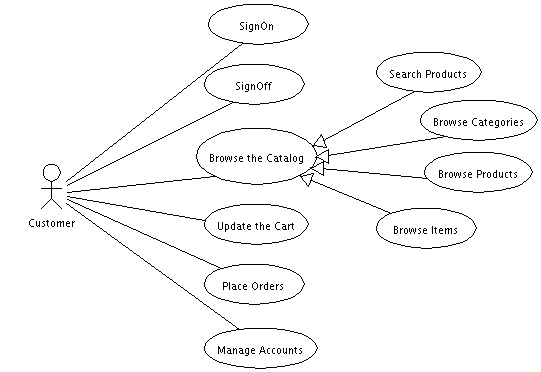 SignOn
Search Products
SignOff
Browse Categories
Browse the Catalog
Browse Products
Customer
Update the Cart
Browse Items
Place Orders
Manage Accounts